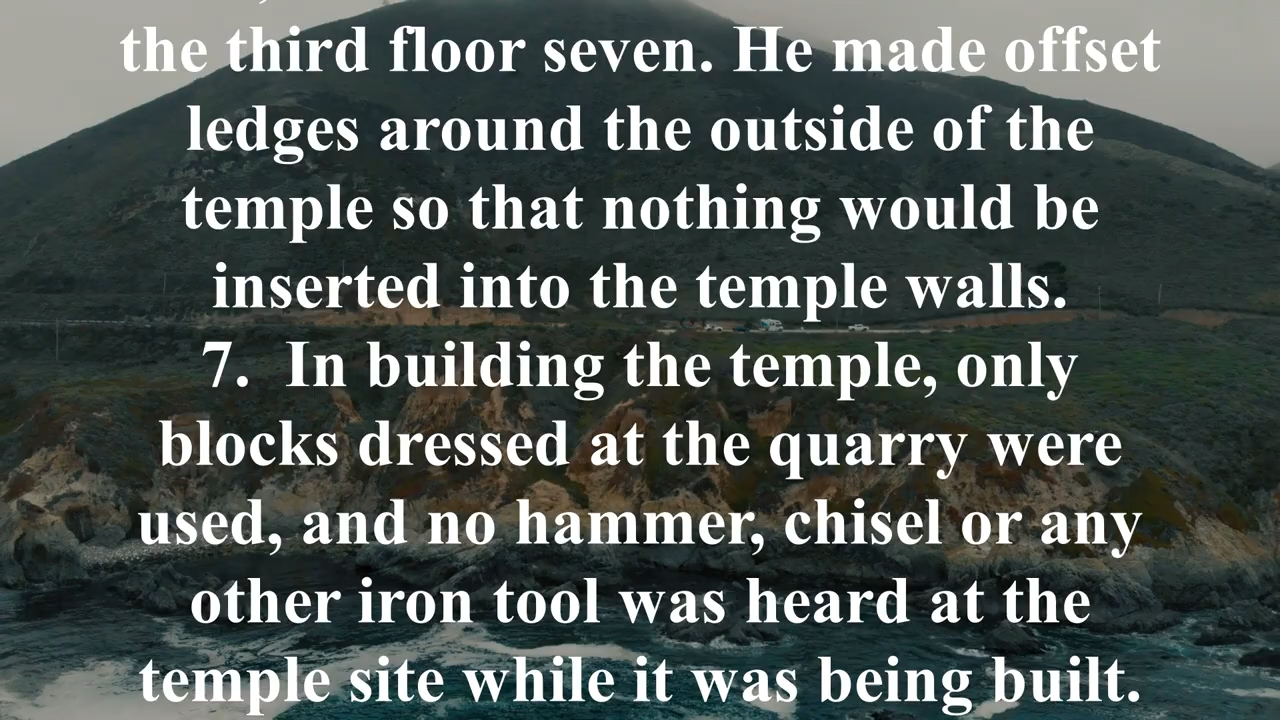 the third floor seven. He made offset
ledges around the outside of the
temple so that nothing would be
inserted into the temple walls.
7.  In building the temple, only
blocks dressed at the quarry were
used, and no hammer, chisel or any
other iron tool was heard at the
temple site while it was being built.